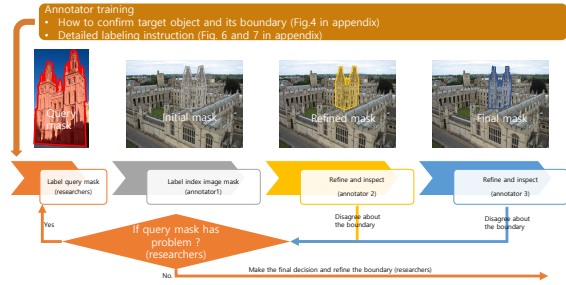 Annotator training
• How to confirm target object and its boundary (Fig.4 in appendix)
• Detailed labeling instruction (Fig. 6 and 7 in appendix)
Query
mask
Initial mask
Refined mask
Final mask
Label query mask
(researchers)
Label index image mask
(annotator1)
Refine and inspect
(annotator 2)
Refine and inspect
(annotator 3)
Disagree about
the boundary
Disagree about
the boundary
Yes
If query mask has
problem ?
(researchers)
No.
Make the final decision and refine the boundary (researchers)